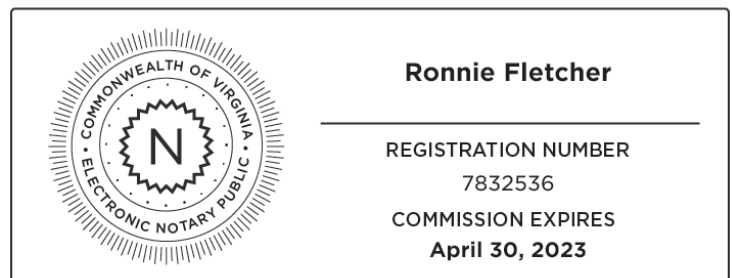 COMMONWEALTH OF VIRGINIA
N
ELECTRONIC NOTARY PUBLIC
Ronnie Fletcher
REGISTRATION NUMBER
7832536
COMMISSION EXPIRES
April 30, 2023